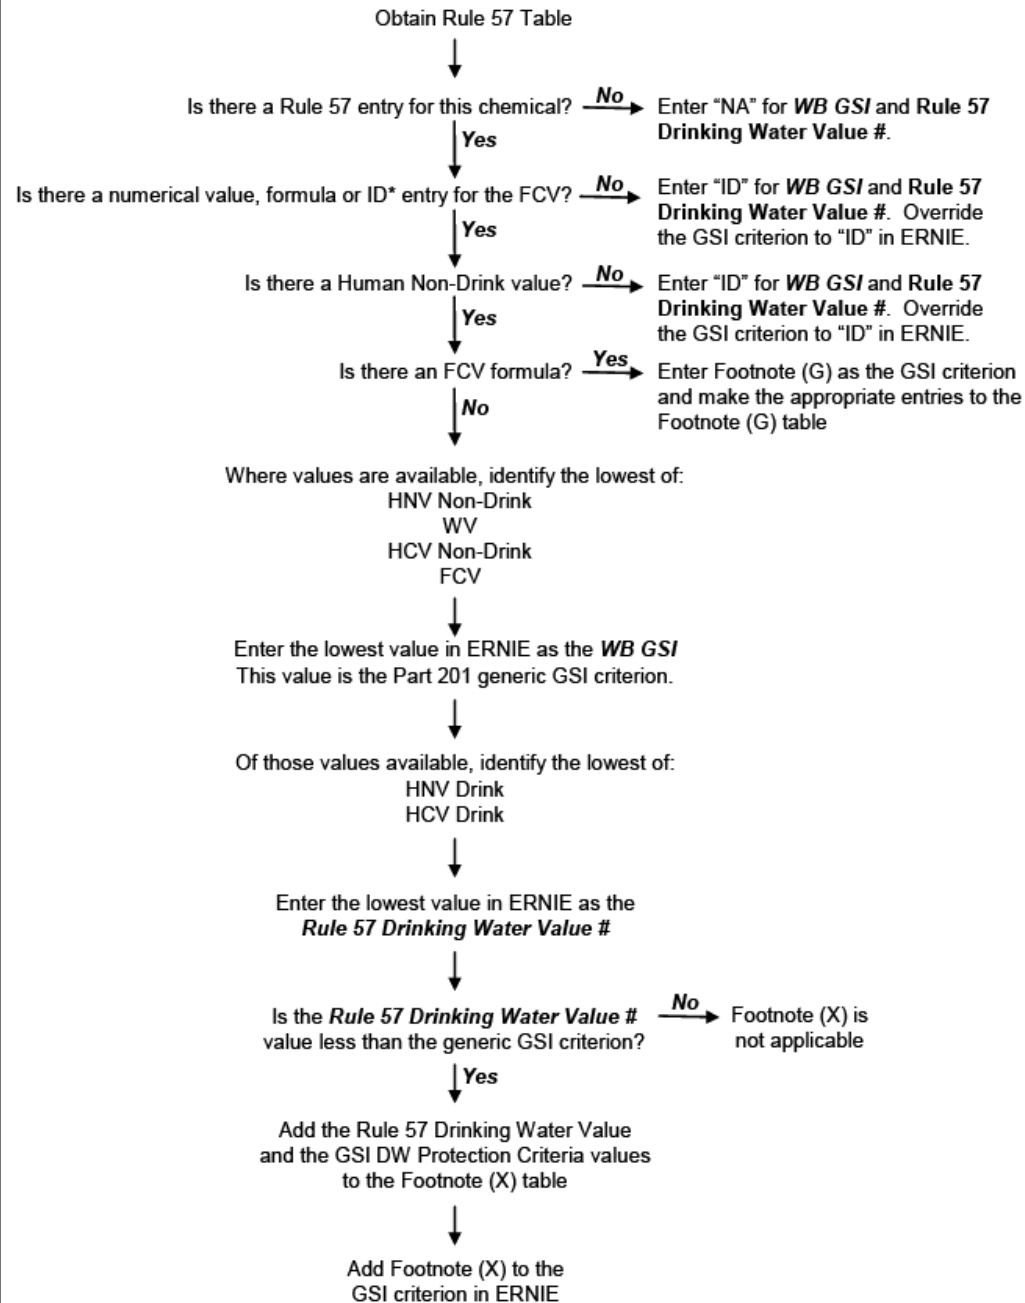 Obtain Rule 57 Table
Is there a Rule 57 entry for this chemical?
No
Enter “NA” for WB GSI and Rule 57
Drinking Water Value #.
Yes
Is there a numerical value, formula or ID* entry for the FCV?
No
Enter “ID” for WB GSI and Rule 57
Drinking Water Value #. Override
the GSI criterion to “ID” in ERNIE.
Yes
Is there a Human Non-Drink value?
No
Enter “ID” for WB GSI and Rule 57
Drinking Water Value #. Override
the GSI criterion to “ID” in ERNIE.
Yes
Is there an FCV formula?
Yes
Enter Footnote (G) as the GSI criterion
and make the appropriate entries to the
Footnote (G) table
No
Where values are available, identify the lowest of:
HNV Non-Drink
WV
HCV Non-Drink
FCV
Enter the lowest value in ERNIE as the WB GSI
This value is the Part 201 generic GSI criterion.
Of those values available, identify the lowest of:
HNV Drink
HCV Drink
Enter the lowest value in ERNIE as the
Rule 57 Drinking Water Value #
Is the Rule 57 Drinking Water Value #
value less than the generic GSI criterion?
No
Footnote (X) is
not applicable
Yes
Add the Rule 57 Drinking Water Value
and the GSI DW Protection Criteria values
to the Footnote (X) table
Add Footnote (X) to the
GSI criterion in ERNIE